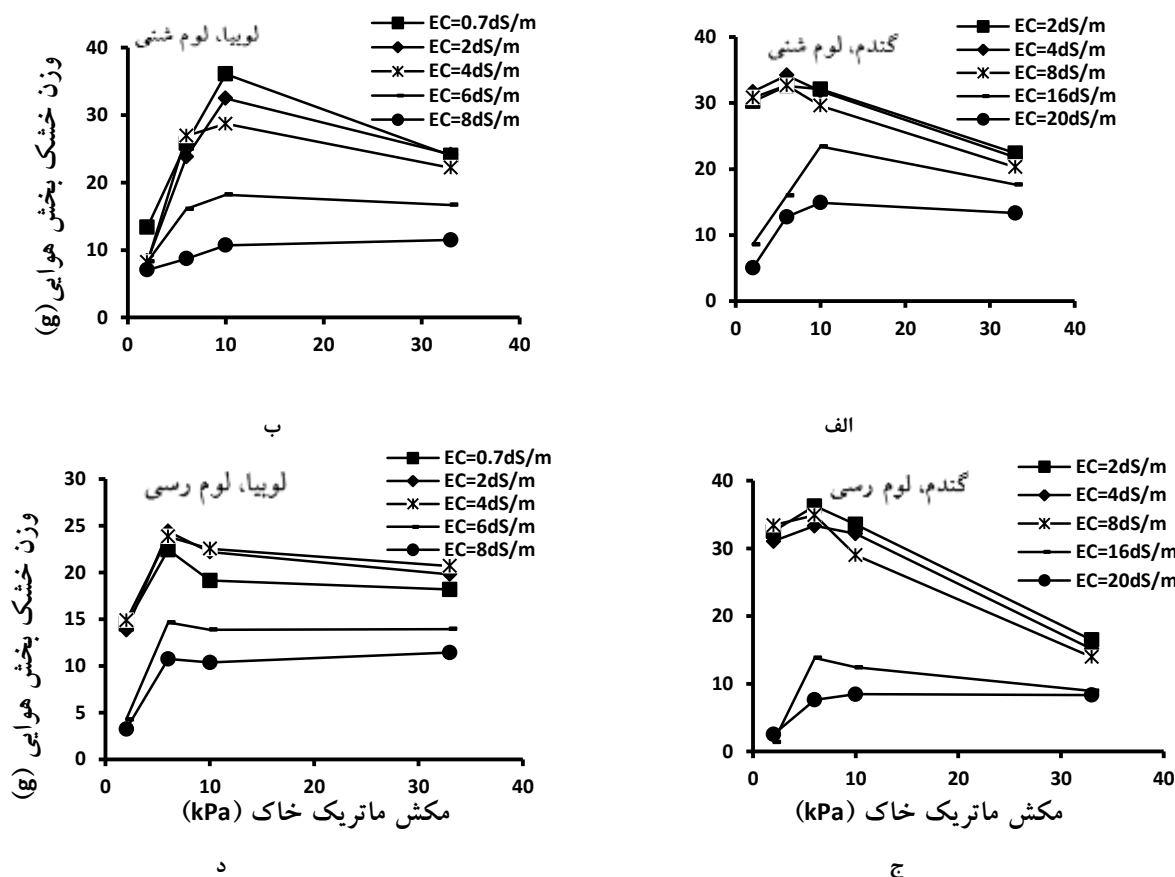 لوبیا، لوم شنی
EC=0.7dS/m
EC=2dS/m
EC=4dS/m
EC=6dS/m
EC=8dS/m
وزن خشک بخش هوایی(g)
40
30
20
10
0
0 10 20 30 40
ب
گندم، لوم شنی
EC=2dS/m
EC=4dS/m
EC=8dS/m
EC=16dS/m
EC=20dS/m
40
30
20
10
0
0 10 20 30 40
الف
لوبیا، لوم رسی
EC=0.7dS/m
EC=2dS/m
EC=4dS/m
EC=6dS/m
EC=8dS/m
وزن خشک بخش هوایی (g)
30
25
20
15
10
5
0
0 10 20 30 40
مکش ماتریک خاک (kPa)
د
گندم، لوم رسی
EC=2dS/m
EC=4dS/m
EC=8dS/m
EC=16dS/m
EC=20dS/m
40
30
20
10
0
0 10 20 30 40
مکش ماتریک خاک (kPa)
ج